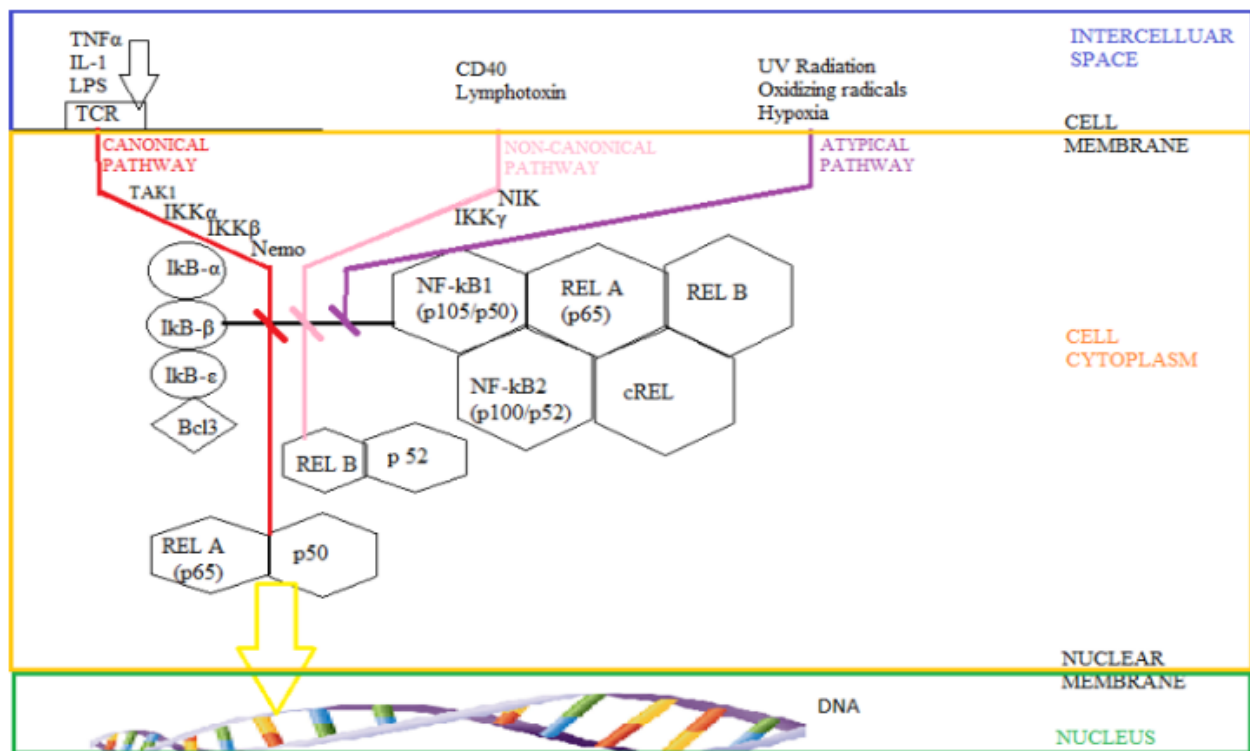 TNFα
IL-1
LPS
TCR
CD40
Lymphotoxin
UV Radiation
Oxidizing radicals
Hypoxia
INTERCELLUAR
SPACE
CELL
MEMBRANE
CANONICAL
PATHWAY
NON-CANONICAL
PATHWAY
ATYPICAL
PATHWAY
TAK1
IKKα
IKKβ
Nemo
NIK
IKKγ
IkB-α
IkB-β
IkB-ε
Bcl3
NF-kB1
(p105/p50)
REL A
(p65)
REL B
NF-kB2
(p100/p52)
cREL
CELL
CYTOPLASM
REL B
p 52
REL A
(p65)
p50
NUCLEAR
MEMBRANE
DNA
NUCLEUS